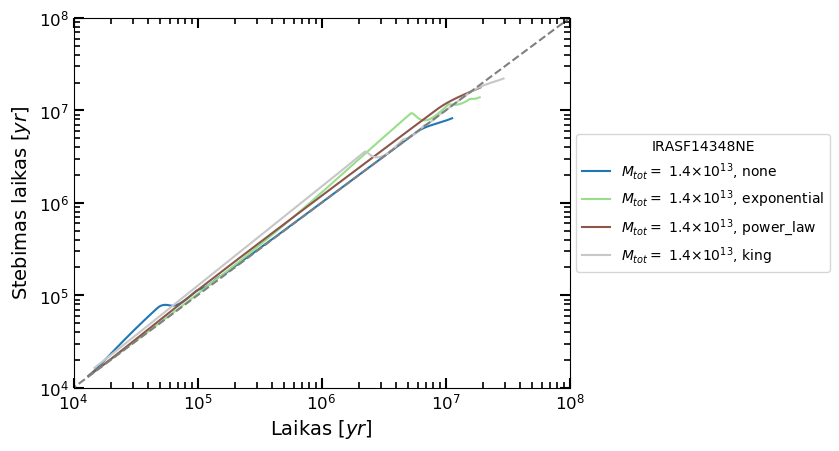 10^8
10^7
10^6
10^5
10^4
Stebimas laikas [yr]
10^4 10^5 10^6 10^7 10^8
Laikas [yr]
IRASF14348NE
M_tot = 1.4×10^13, none
M_tot = 1.4×10^13, exponential
M_tot = 1.4×10^13, power_law
M_tot = 1.4×10^13, king